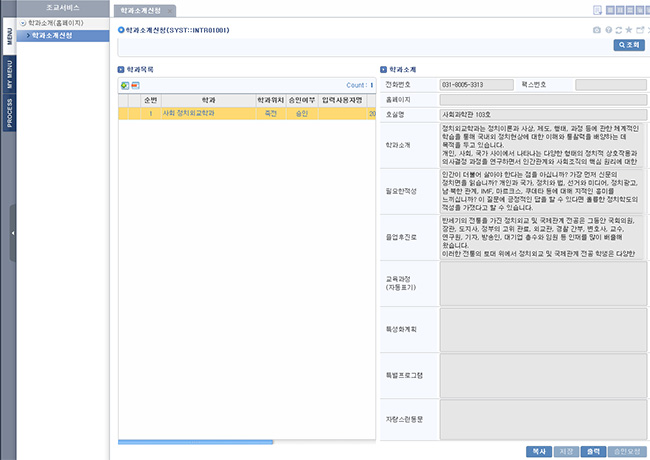 조교서비스
학과소개신청
학과소개(홈페이지)
학과소개신청
MENU
MY MENU
PROCESS
학과소개신청(SYST::INTR01001)
조회
학과목록
Count : 1
순번 학과 학과위치 승인여부 입력사용자명
1 사회 정치외교학과 죽전 승인 20
학과소개
전화번호 031-8005-3313 팩스번호
홈페이지
호실명 사회과학관 103호
학과소개
정치외교학과는 정치이론과 사상, 제도, 행태, 과정 등에 관한 체계적인
학습을 통해 국내외 정치현상에 대한 이해와 통찰력을 배양하는 데
목적을 두고 있습니다.
개인, 사회, 국가 사이에서 나타나는 다양한 형태의 정치적 상호작용과
의사결정 과정을 연구하면서 인간관계와 사회조직의 핵심 원리에 대한
필요한적성
인간이 더불어 살아야 한다는 점을 아십니까? 가장 먼저 신문의
정치면을 읽습니까? 개인과 국가, 정치와 법, 선거와 미디어, 정치광고,
남·북한 관계, IMF, 마르크스, 쿠데타 등에 대해 지적인 흥미를
느끼십니까? 이 질문에 긍정적인 답을 할 수 있다면 훌륭한 정치학도의
적성을 가졌다고 할 수 있습니다.
졸업후진로
반세기의 전통을 가진 정치외교 및 국제관계 전공은 그동안 국회의원,
장관, 도지사, 정부의 고위 관료, 외교관, 경찰 간부, 변호사, 교수,
연구원, 기자, 방송인, 대기업 총수와 임원 등 인재를 많이 배출해
왔습니다.
이러한 전통의 토대 위에서 정치외교 및 국제관계 전공 학생은 다양한
교육과정
(자동표기)
특성화계획
특별프로그램
자랑스런동문
복사 저장 출력 승인요청